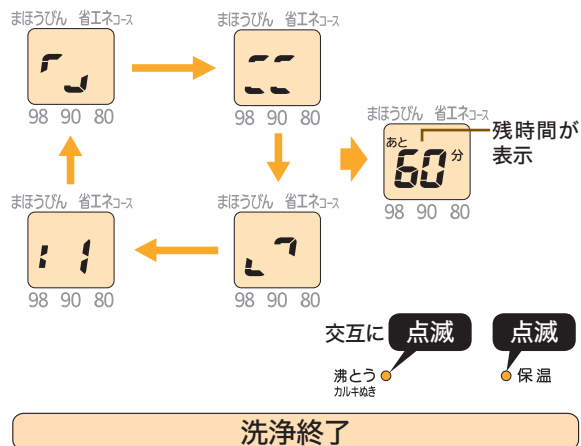 まほうびん 省エネコース
98 90 80
まほうびん 省エネコース
98 90 80
まほうびん 省エネコース
あと
60分
98 90 80
残時間が
表示
まほうびん 省エネコース
98 90 80
まほうびん 省エネコース
98 90 80
交互に 点滅 点滅
沸とう
カルキぬき
保温
洗浄終了